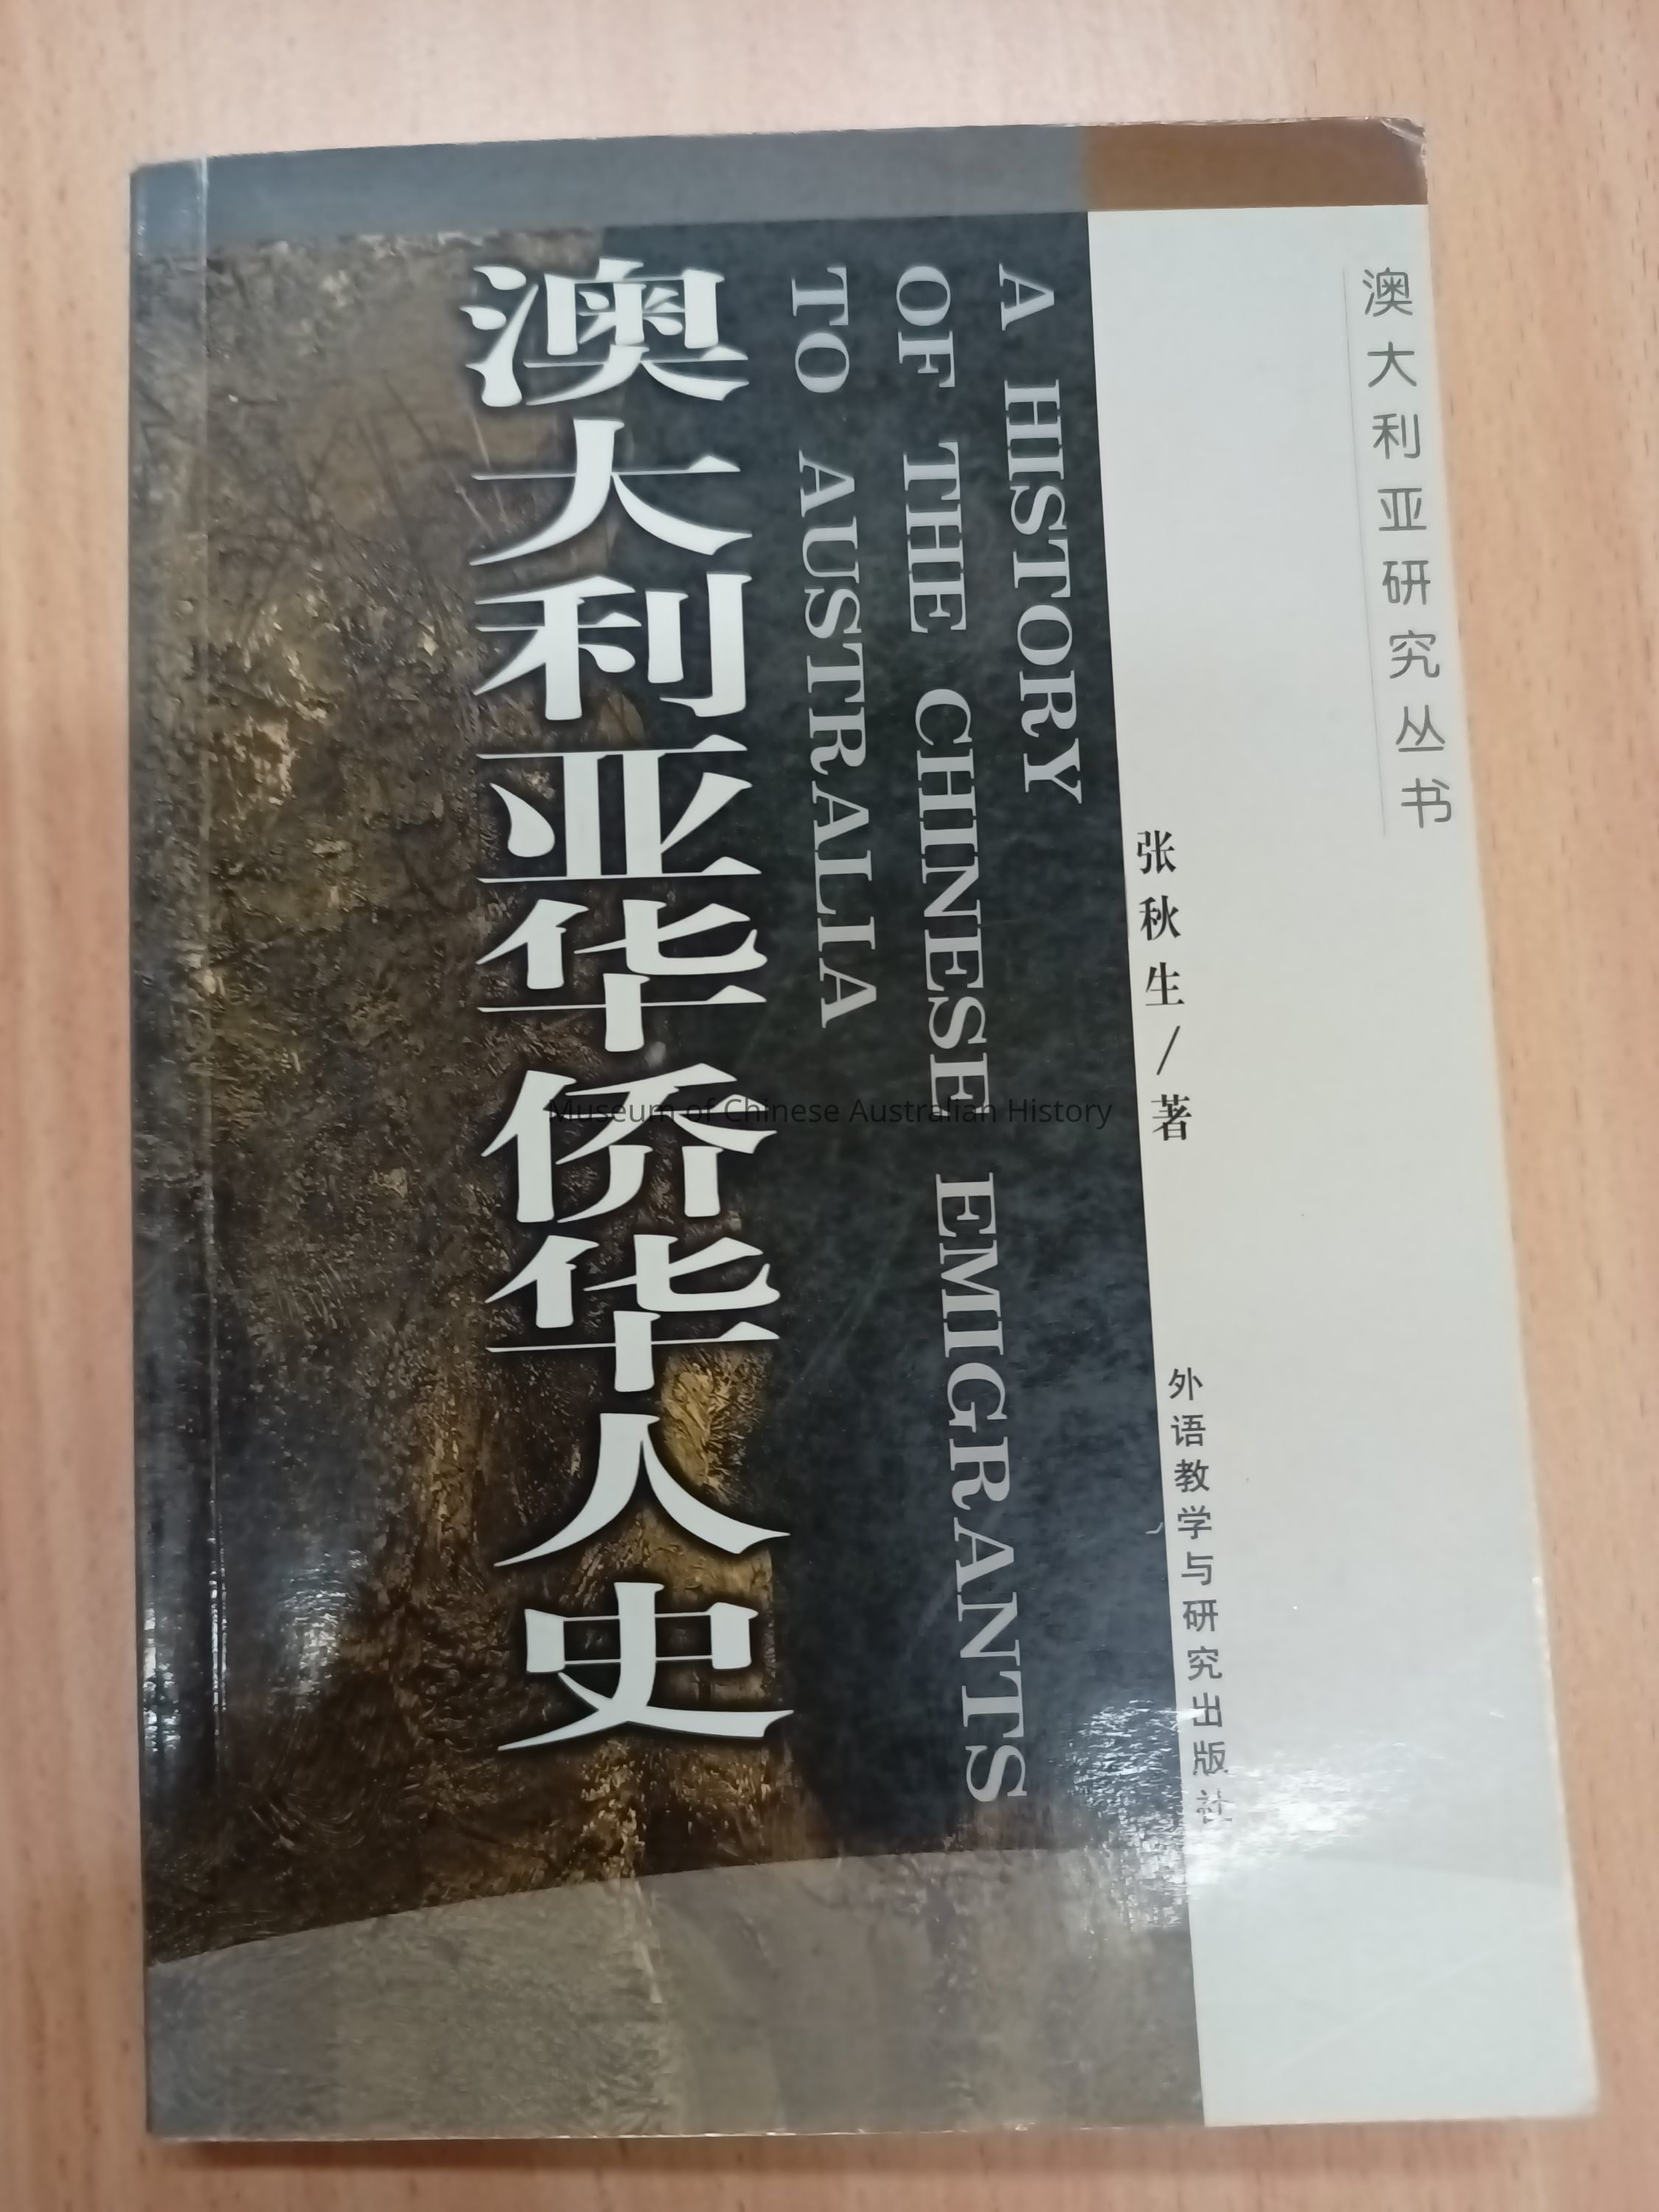 澳大利亚研究丛书
张秋生/著
外语教学与研究出版社
A HISTORY
OF THE CHINESE EMIGRANTS
TO AUSTRALIA
澳大利亚华侨华人史
Museum of Chinese Australian History